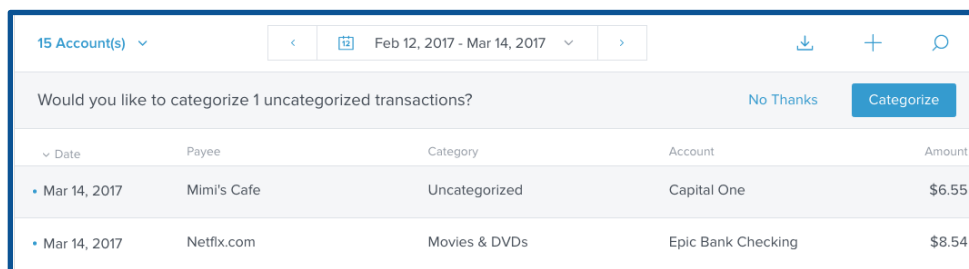 15 Account(s) 12 Feb 12, 2017 - Mar 14, 2017
Would you like to categorize 1 uncategorized transactions? No Thanks Categorize
Date Payee Category Account Amount
Mar 14, 2017 Mimi's Cafe Uncategorized Capital One $6.55
Mar 14, 2017 Netflx.com Movies & DVDs Epic Bank Checking $8.54